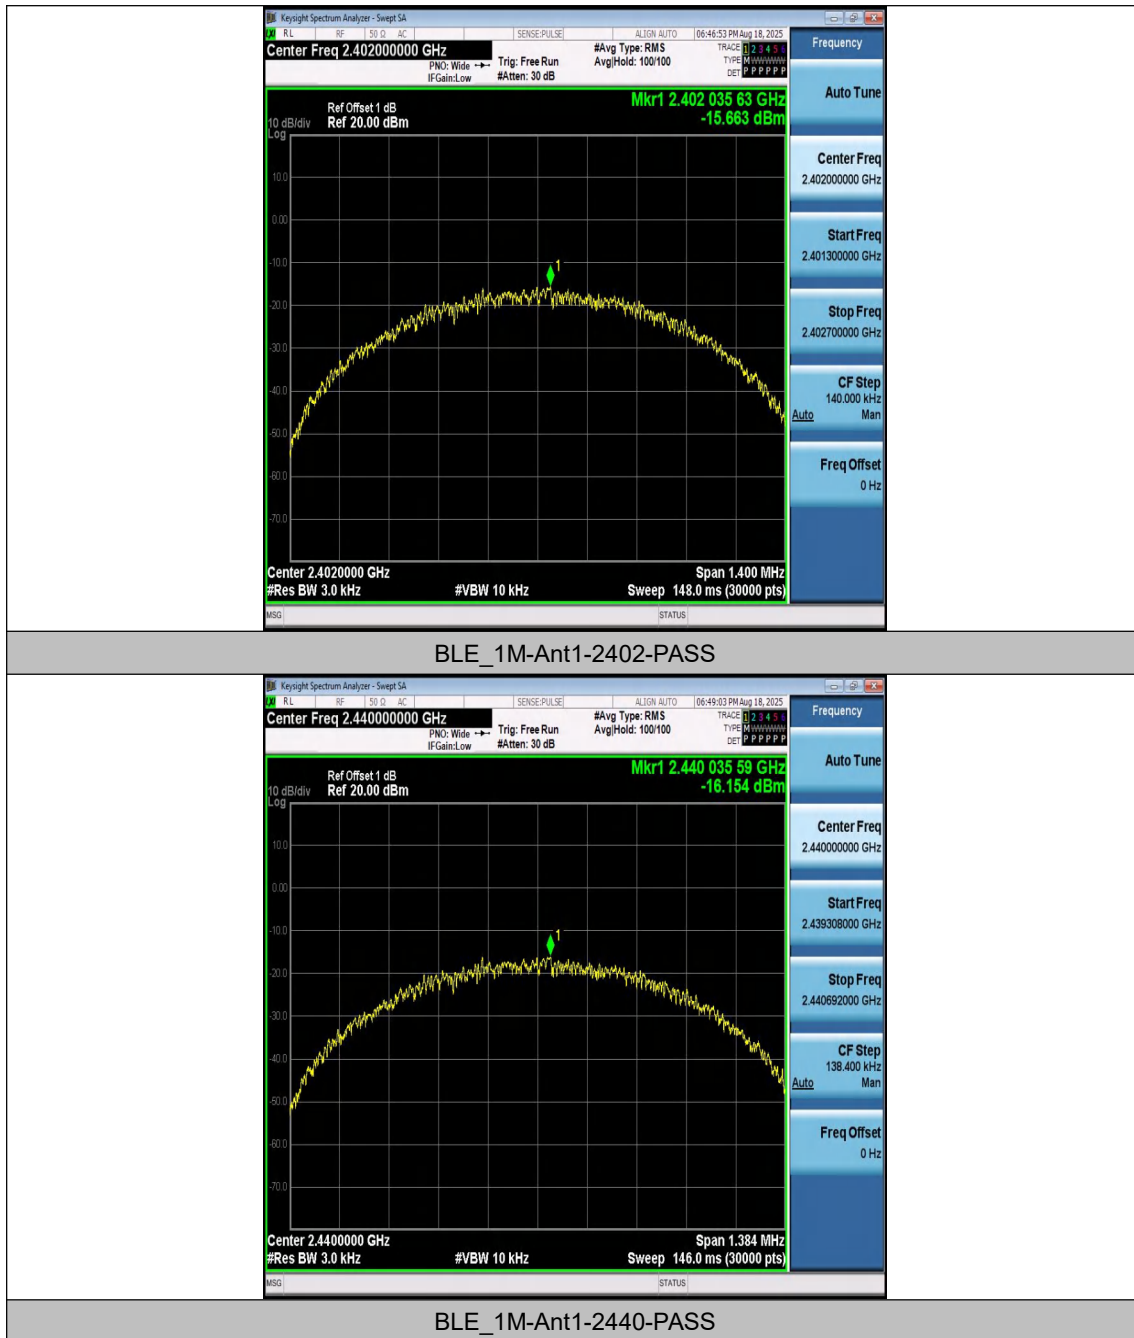 Keysight Spectrum Analyzer - Swept SA
RL RF 50 Ω AC SENSE:PULSE ALIGN AUTO 06:46:53 PM Aug 18, 2025
Center Freq 2.402000000 GHz
PNO: Wide
IFGain:Low
Trig: Free Run
#Atten: 30 dB
#Avg Type: RMS
Avg|Hold: 100/100
TRACE 1 2 3 4 5 6
TYPE M WWWWW
DET P P P P P P
Frequency
Mkr1 2.402 035 63 GHz
-15.663 dBm
Ref Offset 1 dB
10 dB/div Ref 20.00 dBm
Log
10.0
0.00
-10.0
-20.0
-30.0
-40.0
-50.0
-60.0
-70.0
1
Center 2.4020000 GHz
Span 1.400 MHz
#Res BW 3.0 kHz
#VBW 10 kHz
Sweep 148.0 ms (30000 pts)
MSG
STATUS
Auto Tune
Center Freq
2.402000000 GHz
Start Freq
2.401300000 GHz
Stop Freq
2.402700000 GHz
CF Step
140.000 kHz
Auto Man
Freq Offset
0 Hz
BLE_1M-Ant1-2402-PASS
Keysight Spectrum Analyzer - Swept SA
RL RF 50 Ω AC SENSE:PULSE ALIGN AUTO 06:49:03 PM Aug 18, 2025
Center Freq 2.440000000 GHz
PNO: Wide
IFGain:Low
Trig: Free Run
#Atten: 30 dB
#Avg Type: RMS
Avg|Hold: 100/100
TRACE 1 2 3 4 5 6
TYPE M WWWWW
DET P P P P P P
Frequency
Mkr1 2.440 035 59 GHz
-16.154 dBm
Ref Offset 1 dB
10 dB/div Ref 20.00 dBm
Log
10.0
0.00
-10.0
-20.0
-30.0
-40.0
-50.0
-60.0
-70.0
1
Center 2.4400000 GHz
Span 1.384 MHz
#Res BW 3.0 kHz
#VBW 10 kHz
Sweep 146.0 ms (30000 pts)
MSG
STATUS
Auto Tune
Center Freq
2.440000000 GHz
Start Freq
2.439308000 GHz
Stop Freq
2.440692000 GHz
CF Step
138.400 kHz
Auto Man
Freq Offset
0 Hz
BLE_1M-Ant1-2440-PASS